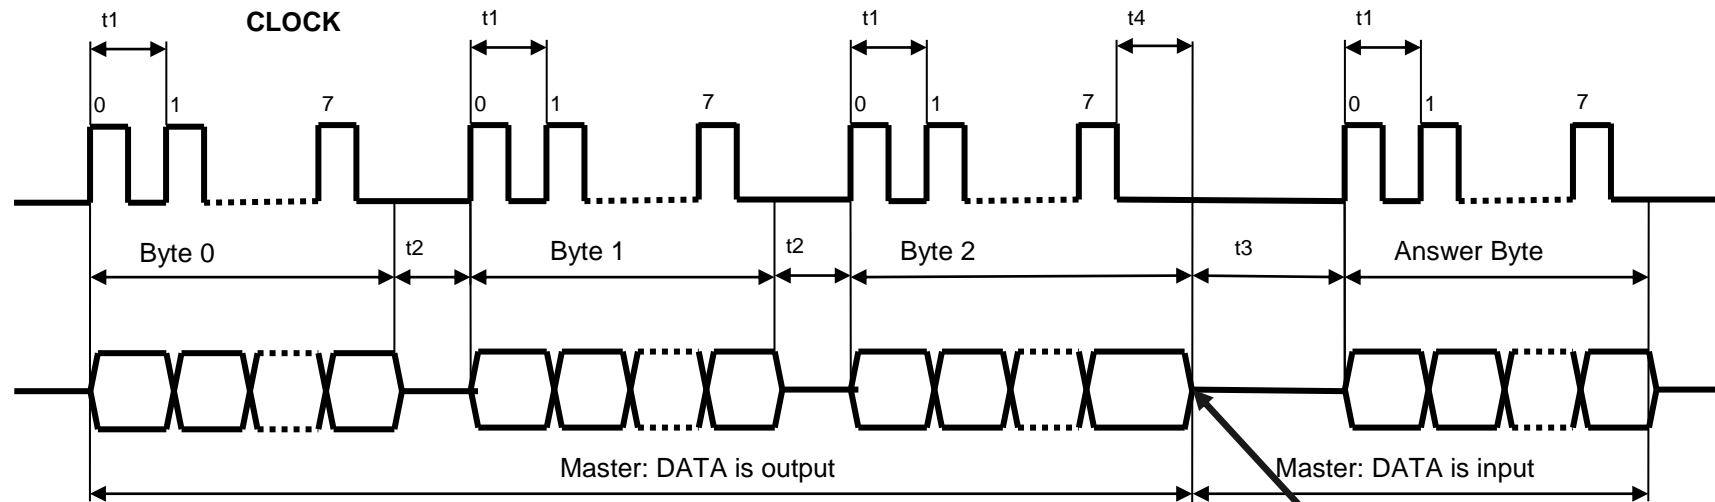 t1 CLOCK t1 t1 t4 t1
0 1 7 0 1 7 0 1 7 0 1 7
Byte 0 t2 Byte 1 t2 Byte 2 t3 Answer Byte
Master: DATA is output Master: DATA is input